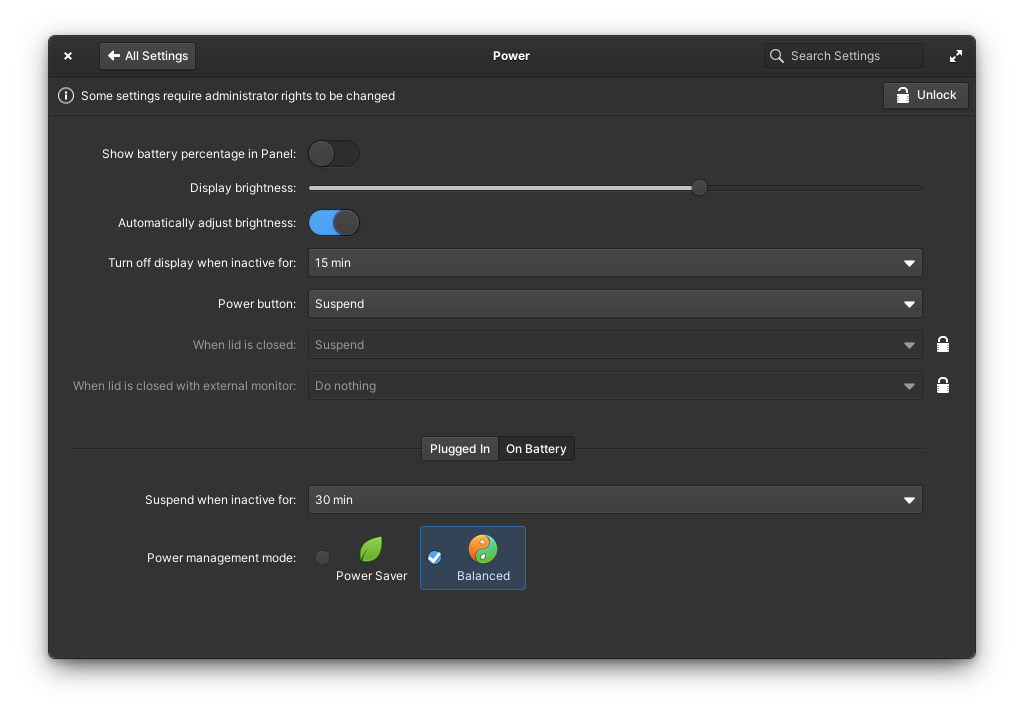 All Settings
Power
Search Settings
Some settings require administrator rights to be changed
Unlock
Show battery percentage in Panel:
Display brightness:
Automatically adjust brightness:
Turn off display when inactive for: 15 min
Power button: Suspend
When lid is closed: Suspend
When lid is closed with external monitor: Do nothing
Plugged In On Battery
Suspend when inactive for: 30 min
Power management mode:
Power Saver
Balanced